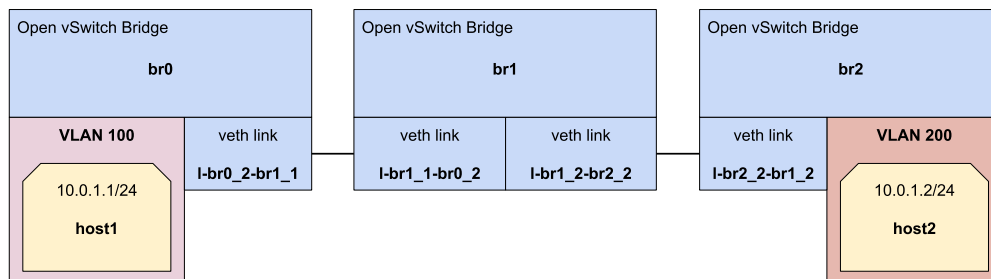 Open vSwitch Bridge
br0
VLAN 100
10.0.1.1/24
host1
veth link
l-br0_2-br1_1
Open vSwitch Bridge
br1
veth link
l-br1_1-br0_2
veth link
l-br1_2-br2_2
Open vSwitch Bridge
br2
veth link
l-br2_2-br1_2
VLAN 200
10.0.1.2/24
host2